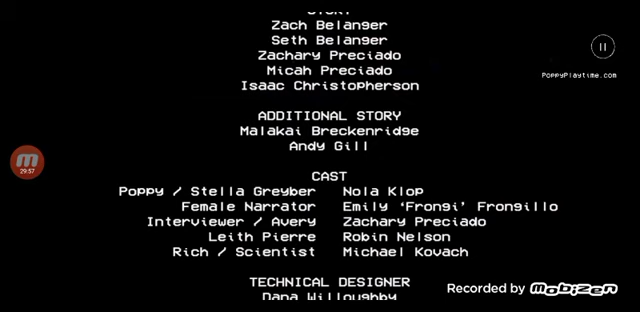 STORY
Zach Belanger
Seth Belanger
Zachary Preciado
Micah Preciado
Isaac Christopherson
PoppyPlaytime.com
ADDITIONAL STORY
Malakai Breckenridge
Andy Gill
29:57
CAST
Poppy / Stella Greyber Nola Klop
Female Narrator Emily ‘Frongi’ Frongillo
Interviewer / Avery Zachary Preciado
Leith Pierre Robin Nelson
Rich / Scientist Michael Kovach
TECHNICAL DESIGNER
Dana Willoughby
Recorded by Mobizen